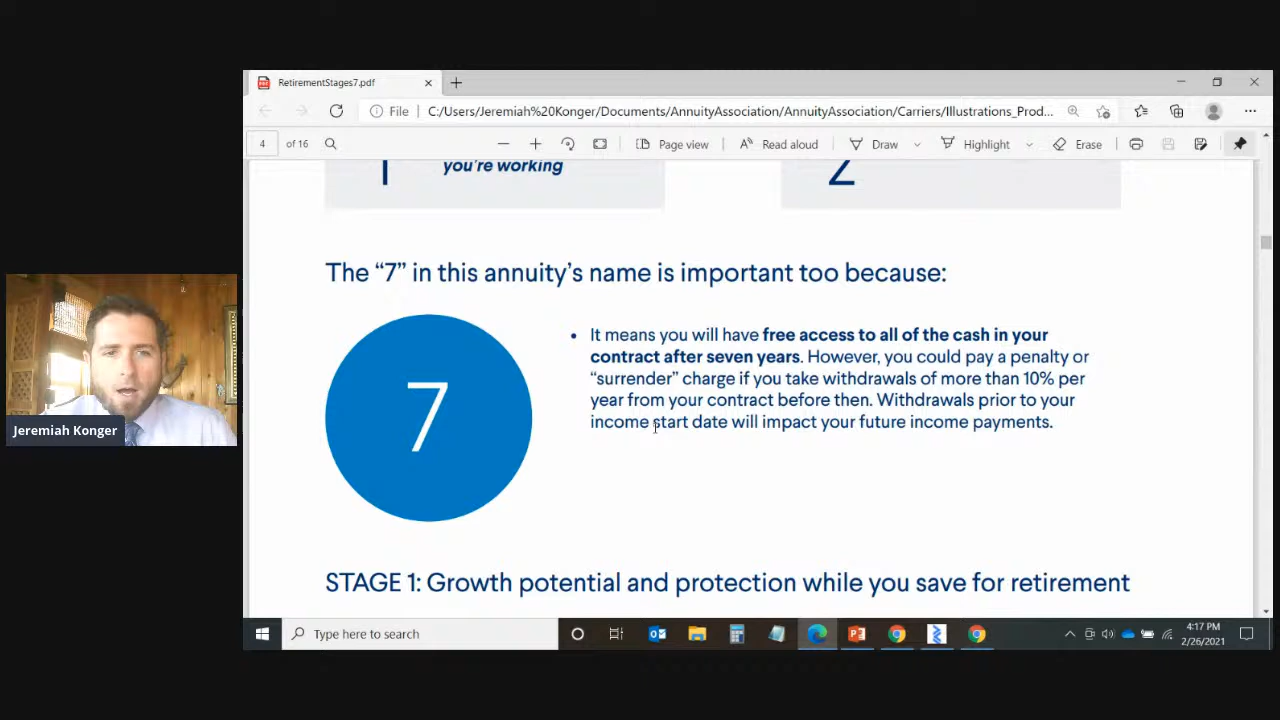 RetirementStages7.pdf
File
C:/Users/Jeremiah%20Konger/Documents/AnnuityAssociation/AnnuityAssociation/Carriers/Illustrations_Prod...
4 of 16
Page view
Read aloud
Draw
Highlight
Erase
1
you're working
2
The “7” in this annuity’s name is important too because:
7
• It means you will have free access to all of the cash in your
contract after seven years. However, you could pay a penalty or
“surrender” charge if you take withdrawals of more than 10% per
year from your contract before then. Withdrawals prior to your
income start date will impact your future income payments.
Jeremiah Konger
STAGE 1: Growth potential and protection while you save for retirement
Type here to search
4:17 PM
2/26/2021